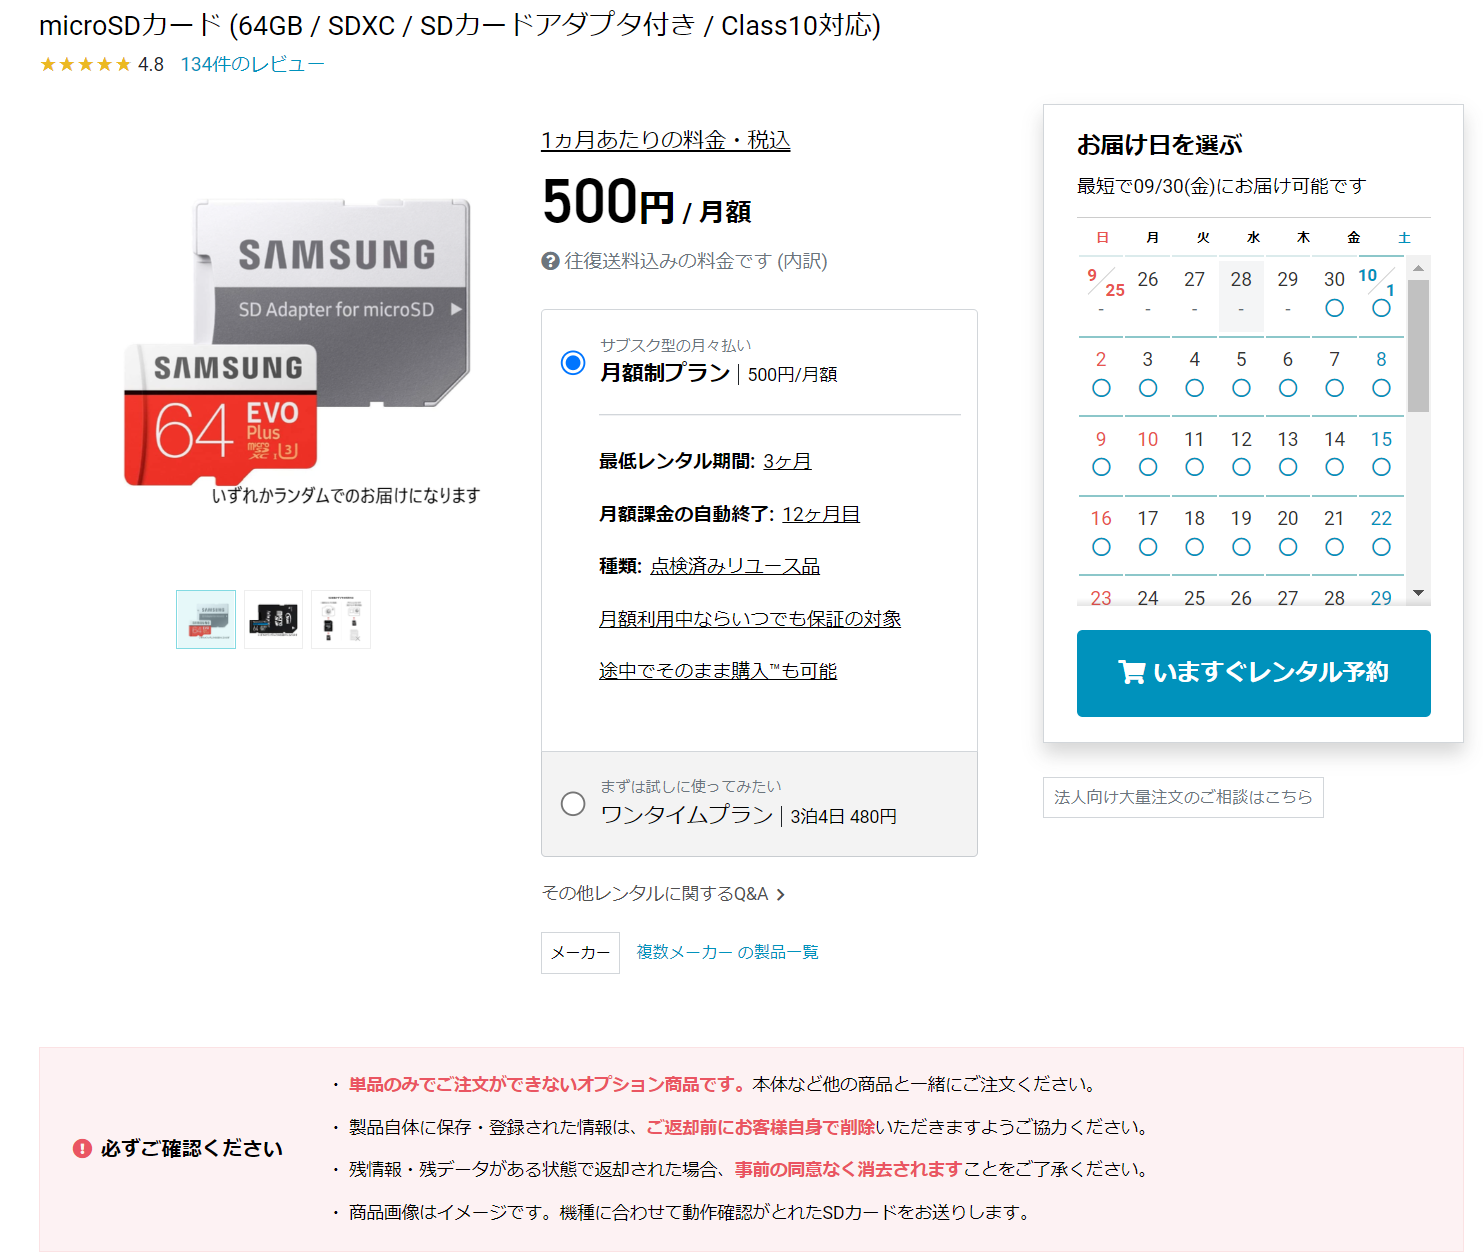 microSDカード (64GB / SDXC / SDカードアダプタ付き / Class10対応)
★★★★★ 4.8 134件のレビュー
SAMSUNG
SD Adapter for microSD ▶
SAMSUNG
64 EVO
Plus
micro
XC I U3
いずれかランダムでのお届けになります
1ヵ月あたりの料金・税込
500円 / 月額
往復送料込みの料金です (内訳)
サブスク型の月々払い
月額制プラン | 500円/月額
最低レンタル期間: 3ヶ月
月額課金の自動終了: 12ヶ月目
種類: 点検済みリユース品
月額利用中ならいつでも保証の対象
途中でそのまま購入™も可能
まずは試しに使ってみたい
ワンタイムプラン | 3泊4日 480円
その他レンタルに関するQ&A
メーカー 複数メーカー の製品一覧
お届け日を選ぶ
最短で09/30(金)にお届け可能です
日 月 火 水 木 金 土
9/25 26 27 28 29 30 10/1
- - - - - ○ ○
2 3 4 5 6 7 8
○ ○ ○ ○ ○ ○ ○
9 10 11 12 13 14 15
○ ○ ○ ○ ○ ○ ○
16 17 18 19 20 21 22
○ ○ ○ ○ ○ ○ ○
23 24 25 26 27 28 29
いますぐレンタル予約
法人向け大量注文のご相談はこちら
必ずご確認ください
・ 単品のみでご注文ができないオプション商品です。本体など他の商品と一緒にご注文ください。
・ 製品自体に保存・登録された情報は、ご返却前にお客様自身で削除いただきますようご協力ください。
・ 残情報・残データがある状態で返却された場合、事前の同意なく消去されますことをご了承ください。
・ 商品画像はイメージです。機種に合わせて動作確認がとれたSDカードをお送りします。